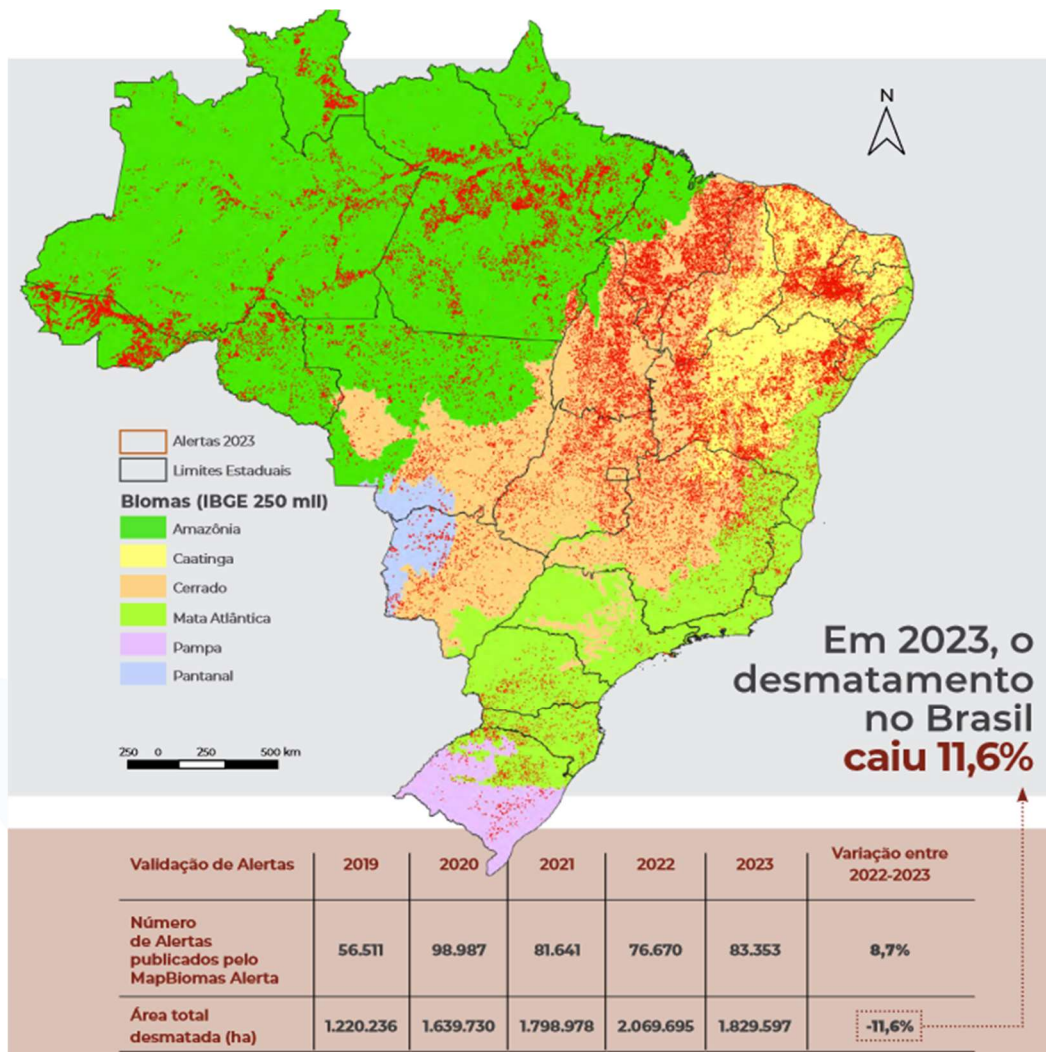 N
Alertas 2023
Limites Estaduais
Biomas (IBGE 250 mil)
Amazônia
Caatinga
Cerrado
Mata Atlântica
Pampa
Pantanal
250 0 250 500 km
Em 2023, o
desmatamento
no Brasil
caiu 11,6%
Validação de Alertas 2019 2020 2021 2022 2023 Variação entre
2022-2023
Número
de Alertas
publicados pelo
MapBiomas Alerta
56.511 98.987 81.641 76.670 83.353 8,7%
Área total
desmatada (ha)
1.220.236 1.639.730 1.798.978 2.069.695 1.829.597 -11,6%